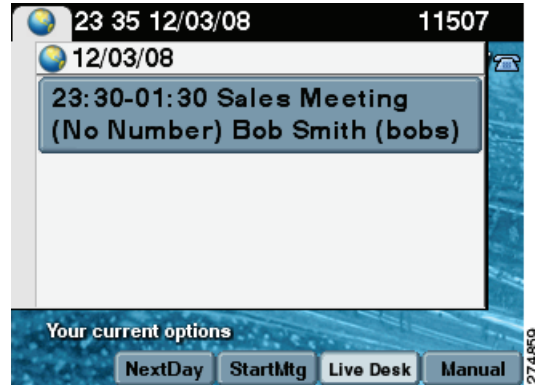 23 35 12/03/08 11507
12/03/08
23:30-01:30 Sales Meeting
(No Number) Bob Smith (bobs)
Your current options
NextDay StartMtg Live Desk Manual
274859